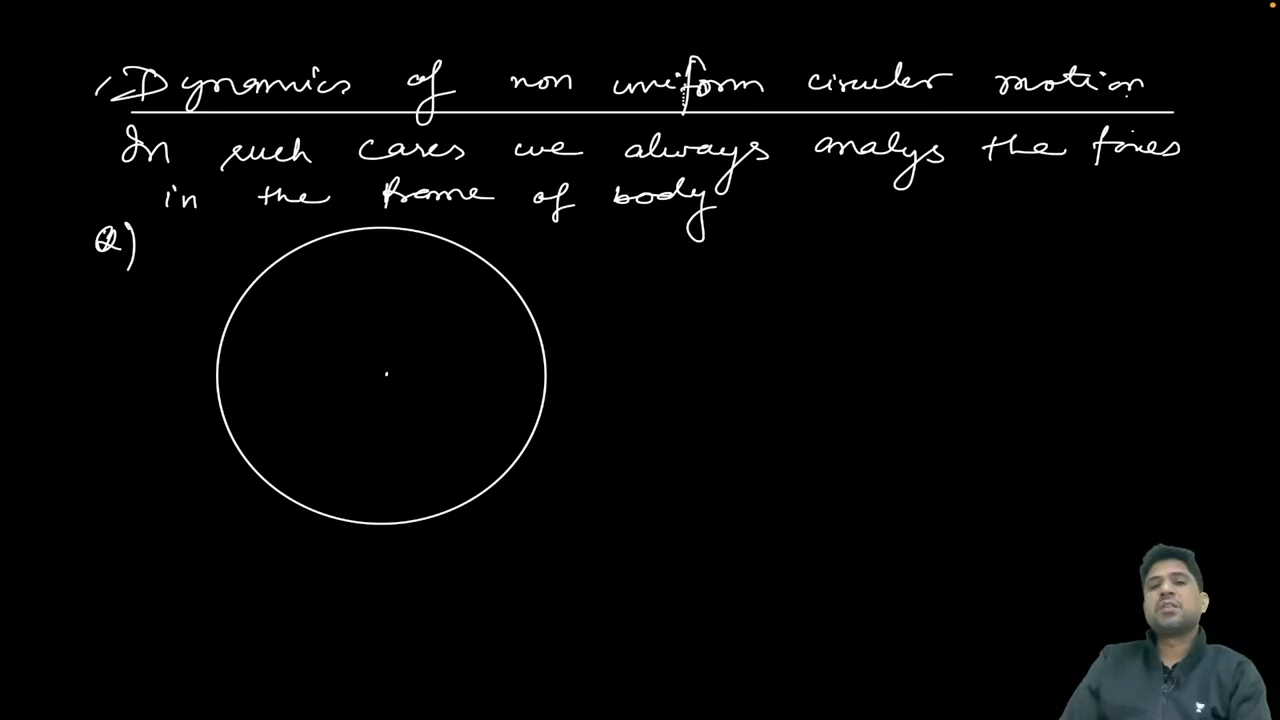 Dynamics of non uniform circular motion
In such cases we always analys the forces
in the frame of body
Q)